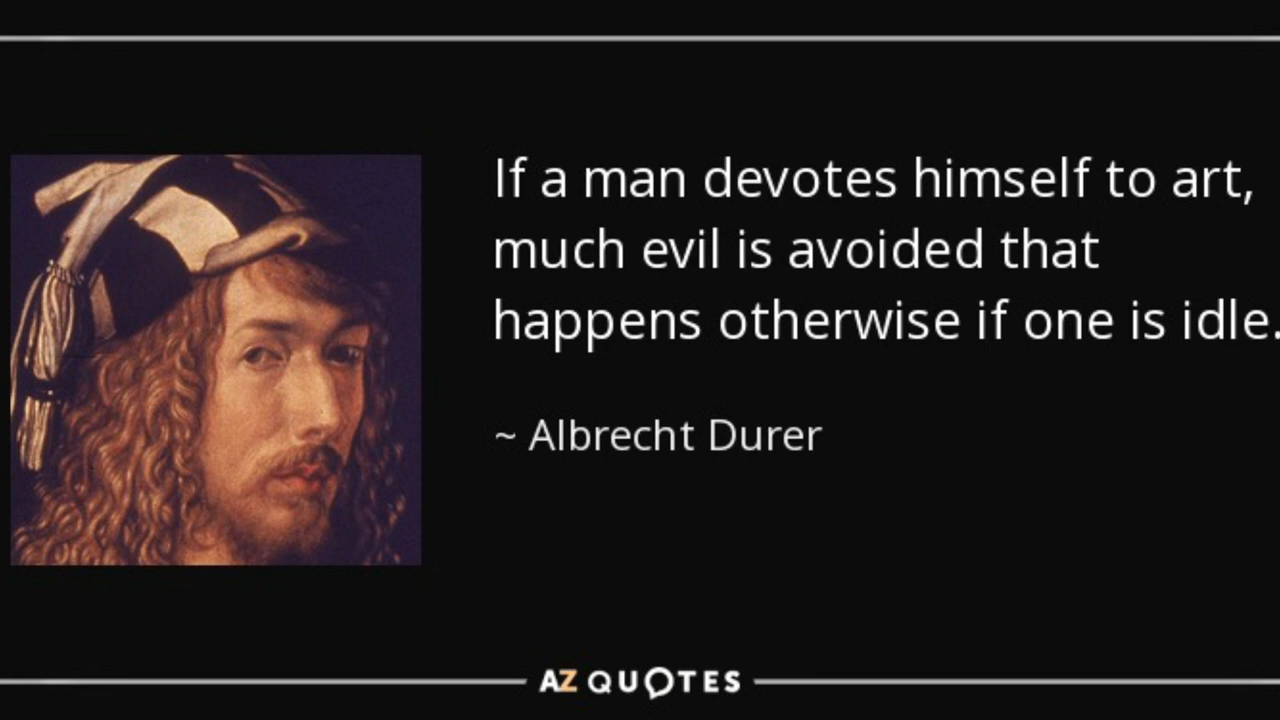 If a man devotes himself to art,
much evil is avoided that
happens otherwise if one is idle.
~ Albrecht Durer
AZ QUOTES